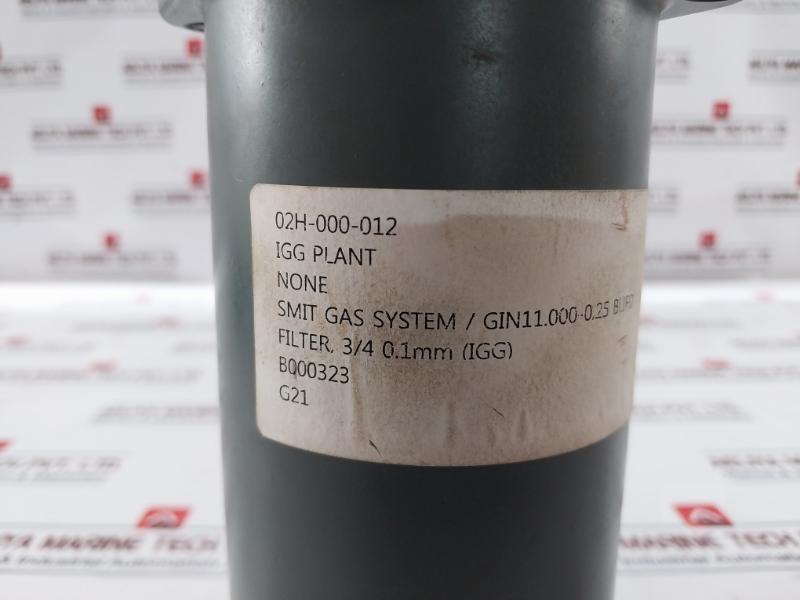 02H-000-012
IGG PLANT
NONE
SMIT GAS SYSTEM / GIN11.000-0.25
FILTER, 3/4 0.1mm (IGG)
B000323
G21